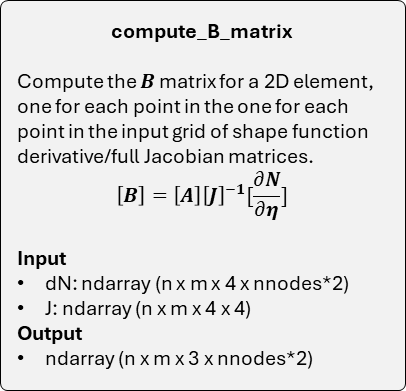 compute_B_matrix
Compute the B matrix for a 2D element,
one for each point in the one for each
point in the input grid of shape function
derivative/full Jacobian matrices.
[B] = [A][J]⁻¹[∂N/∂η]
Input
• dN: ndarray (n x m x 4 x nnodes*2)
• J: ndarray (n x m x 4 x 4)
Output
• ndarray (n x m x 3 x nnodes*2)